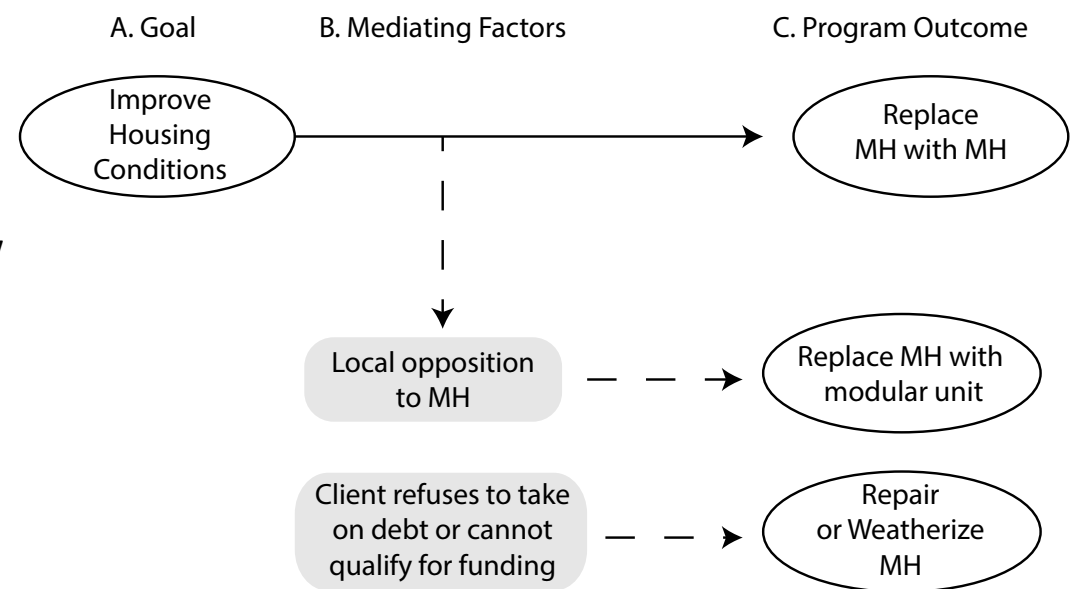 A. Goal
B. Mediating Factors
C. Program Outcome
Improve
Housing
Conditions
Replace
MH with MH
Local opposition
to MH
Replace MH with
modular unit
Client refuses to take
on debt or cannot
qualify for funding
Repair
or Weatherize
MH